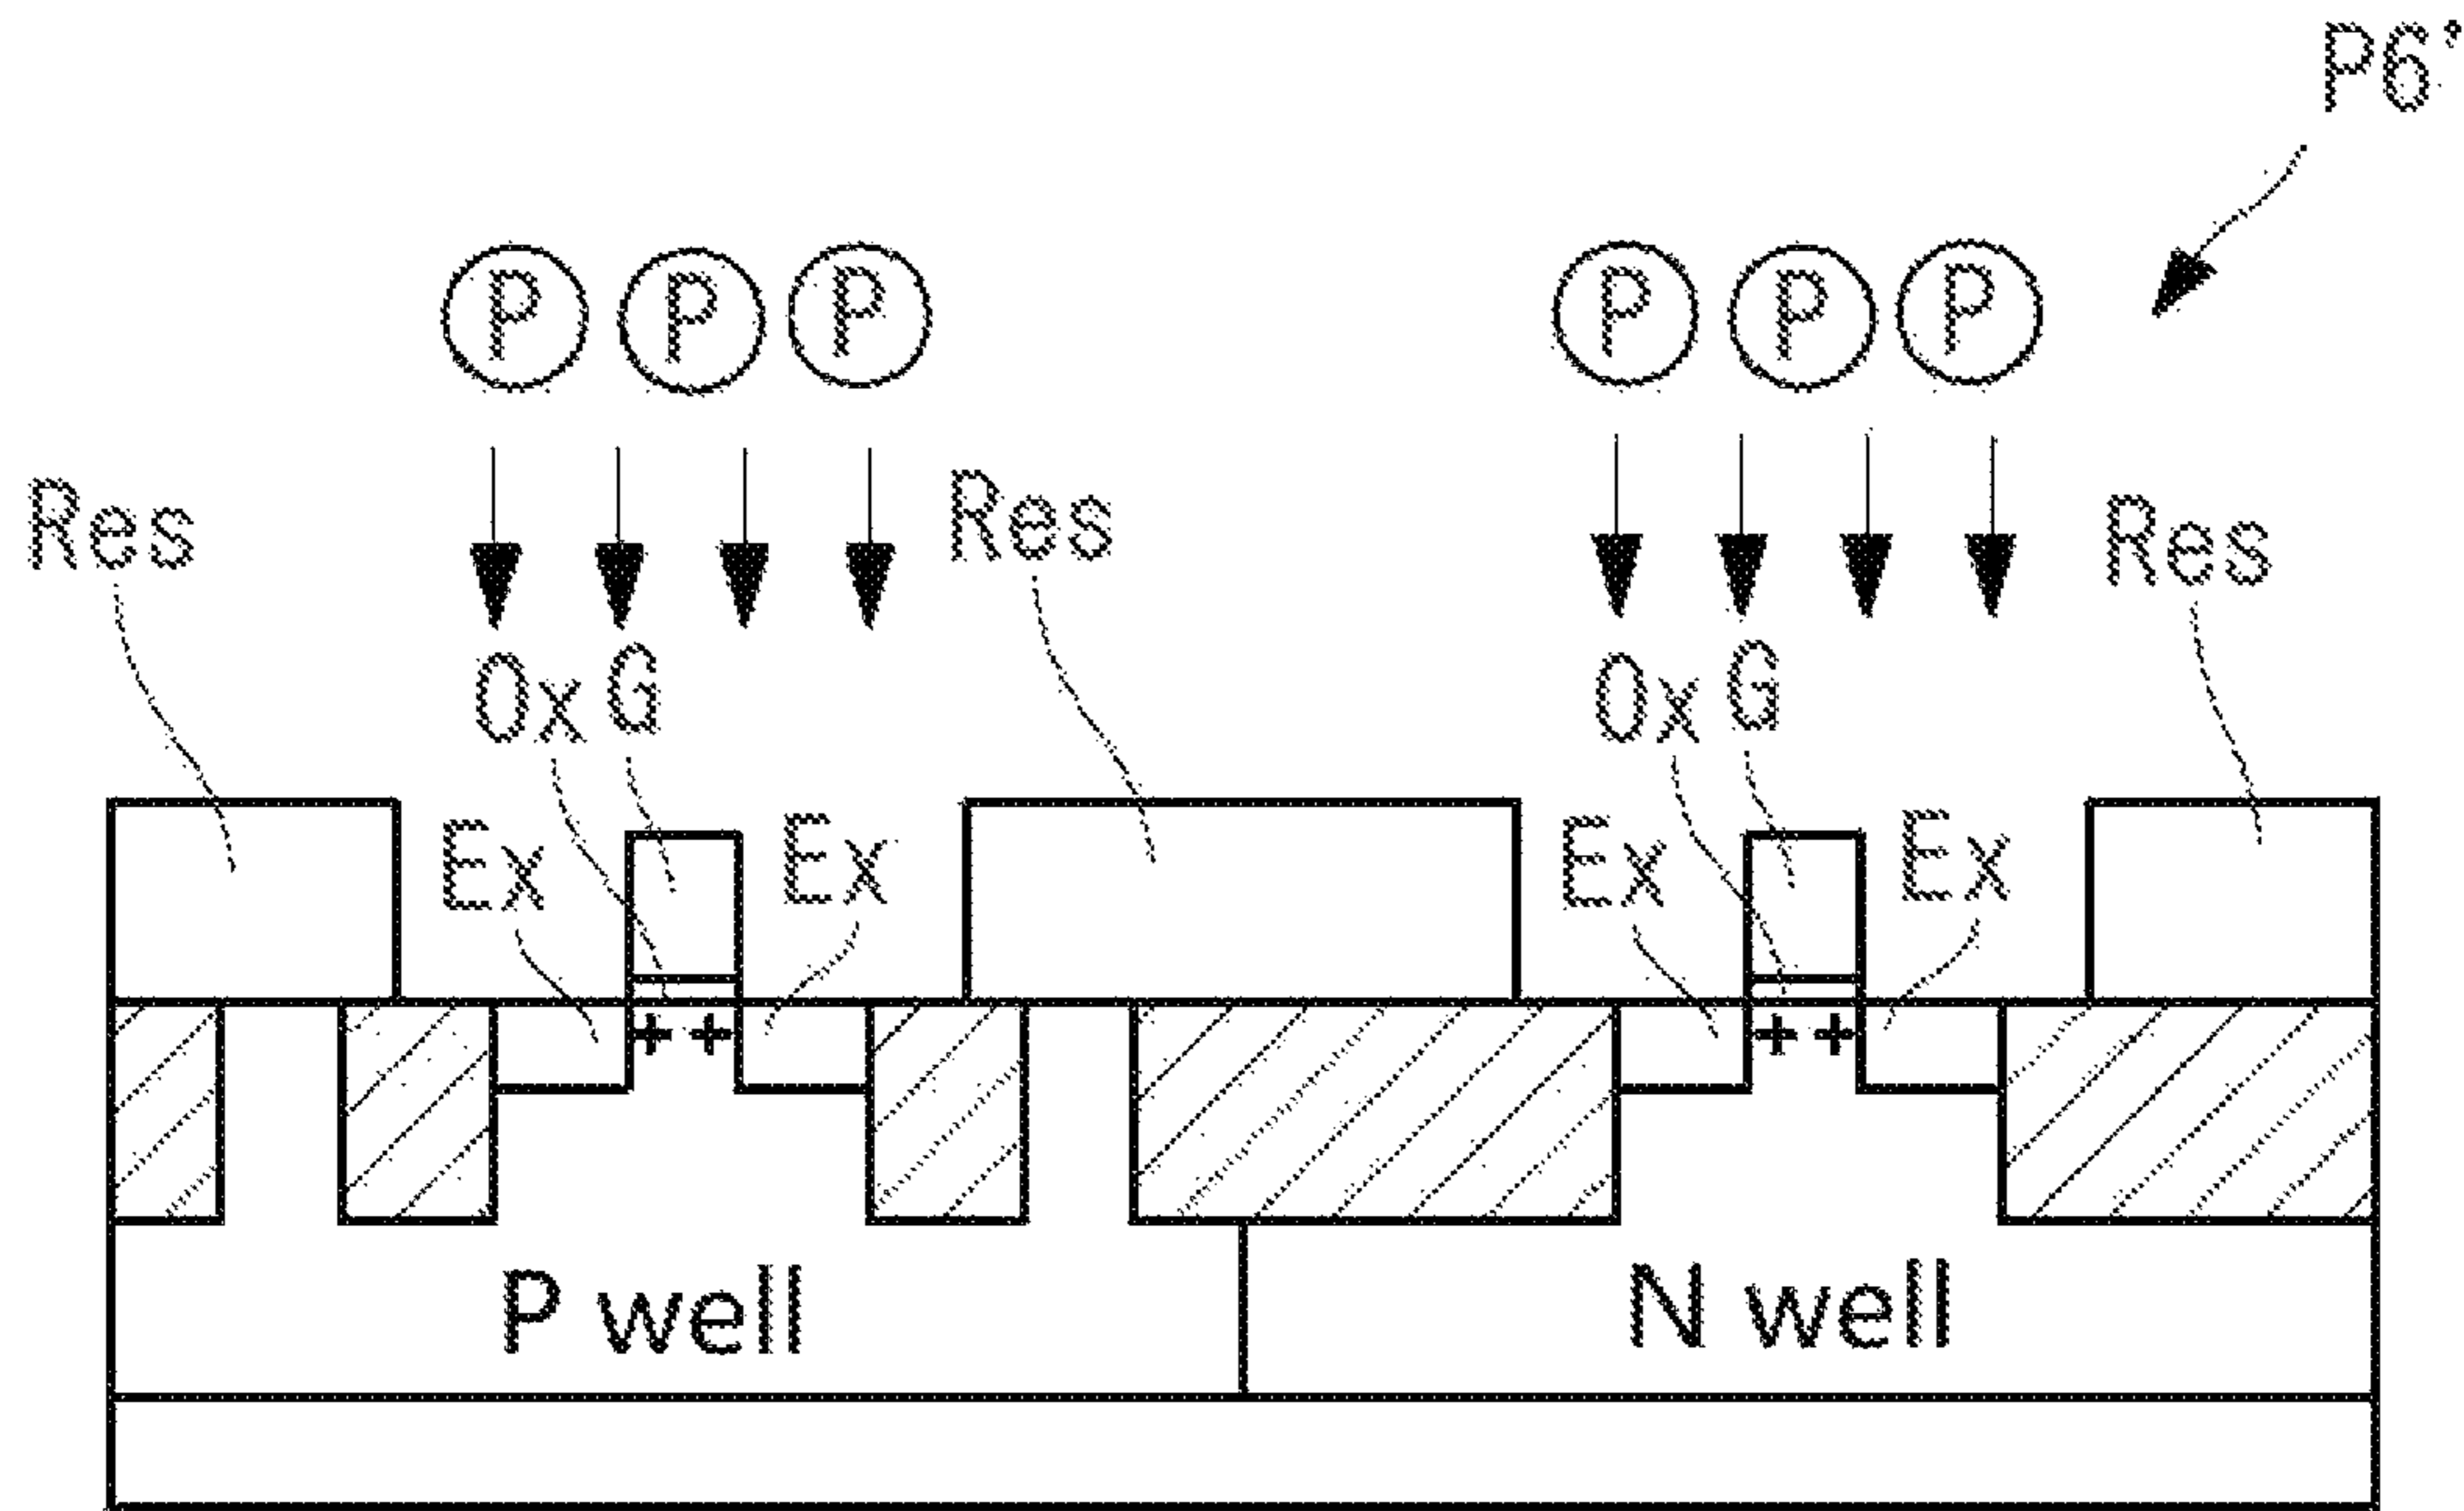 P6'
P P P P P P
Res Res Res
Ox G Ox G
Ex Ex Ex Ex
++ ++
P well N well